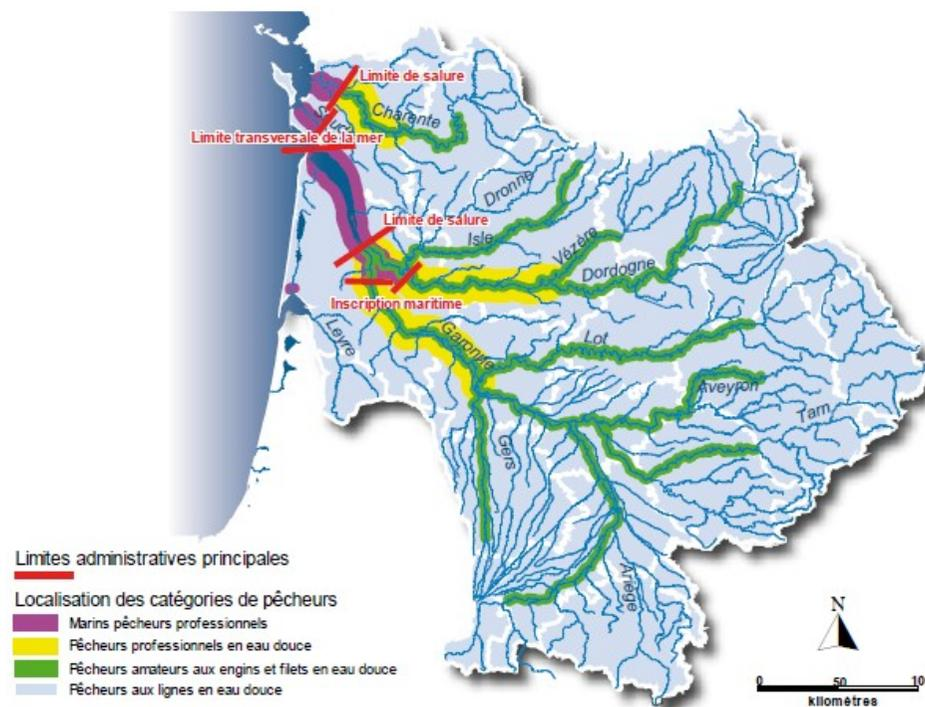 Limite de salure
Charente
Limite transversale de la mer
Dronne
Limite de salure
Isle
Vézère
Dordogne
Inscription maritime
Leyre
Garonne
Lot
Aveyron
Tarn
Gers
Ariège
Limites administratives principales
Localisation des catégories de pêcheurs
Marins pêcheurs professionnels
Pêcheurs professionnels en eau douce
Pêcheurs amateurs aux engins et filets en eau douce
Pêcheurs aux lignes en eau douce
N
0 50 10
kilomètres